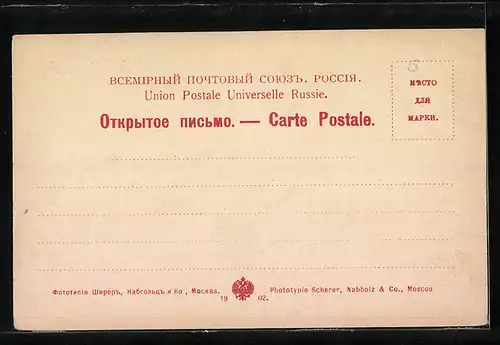 ВСЕМІРНЫЙ ПОЧТОВЫЙ СОЮЗЪ. РОССІЯ.
Union Postale Universelle Russie.
Открытое письмо. — Carte Postale.
5
МѢСТО
ДЛЯ
МАРКИ.
Фототипія Шереръ, Набгольцъ и Ко, Москва.
19 02.
Phototypie Scherer, Nabholz & Co., Moscou